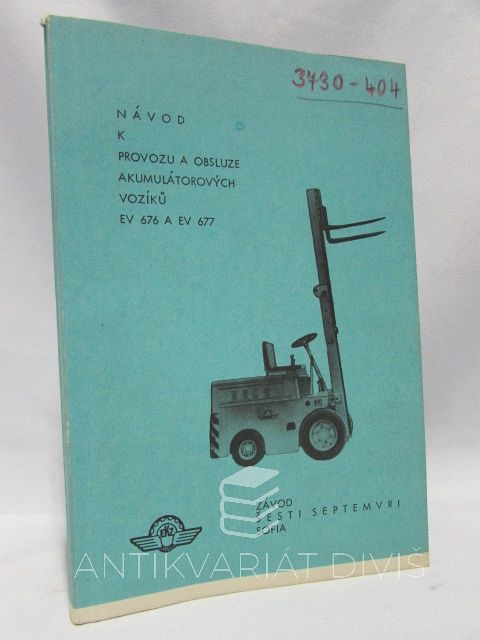 3730-404
NÁVOD
K
PROVOZU A OBSLUZE
AKUMULÁTOROVÝCH
VOZÍKŮ
EV 676 A EV 677
ZÁVOD
ŠESTI SEPTEMVRI
SOFIA
ANTIKVARIÁT DIVIŠ